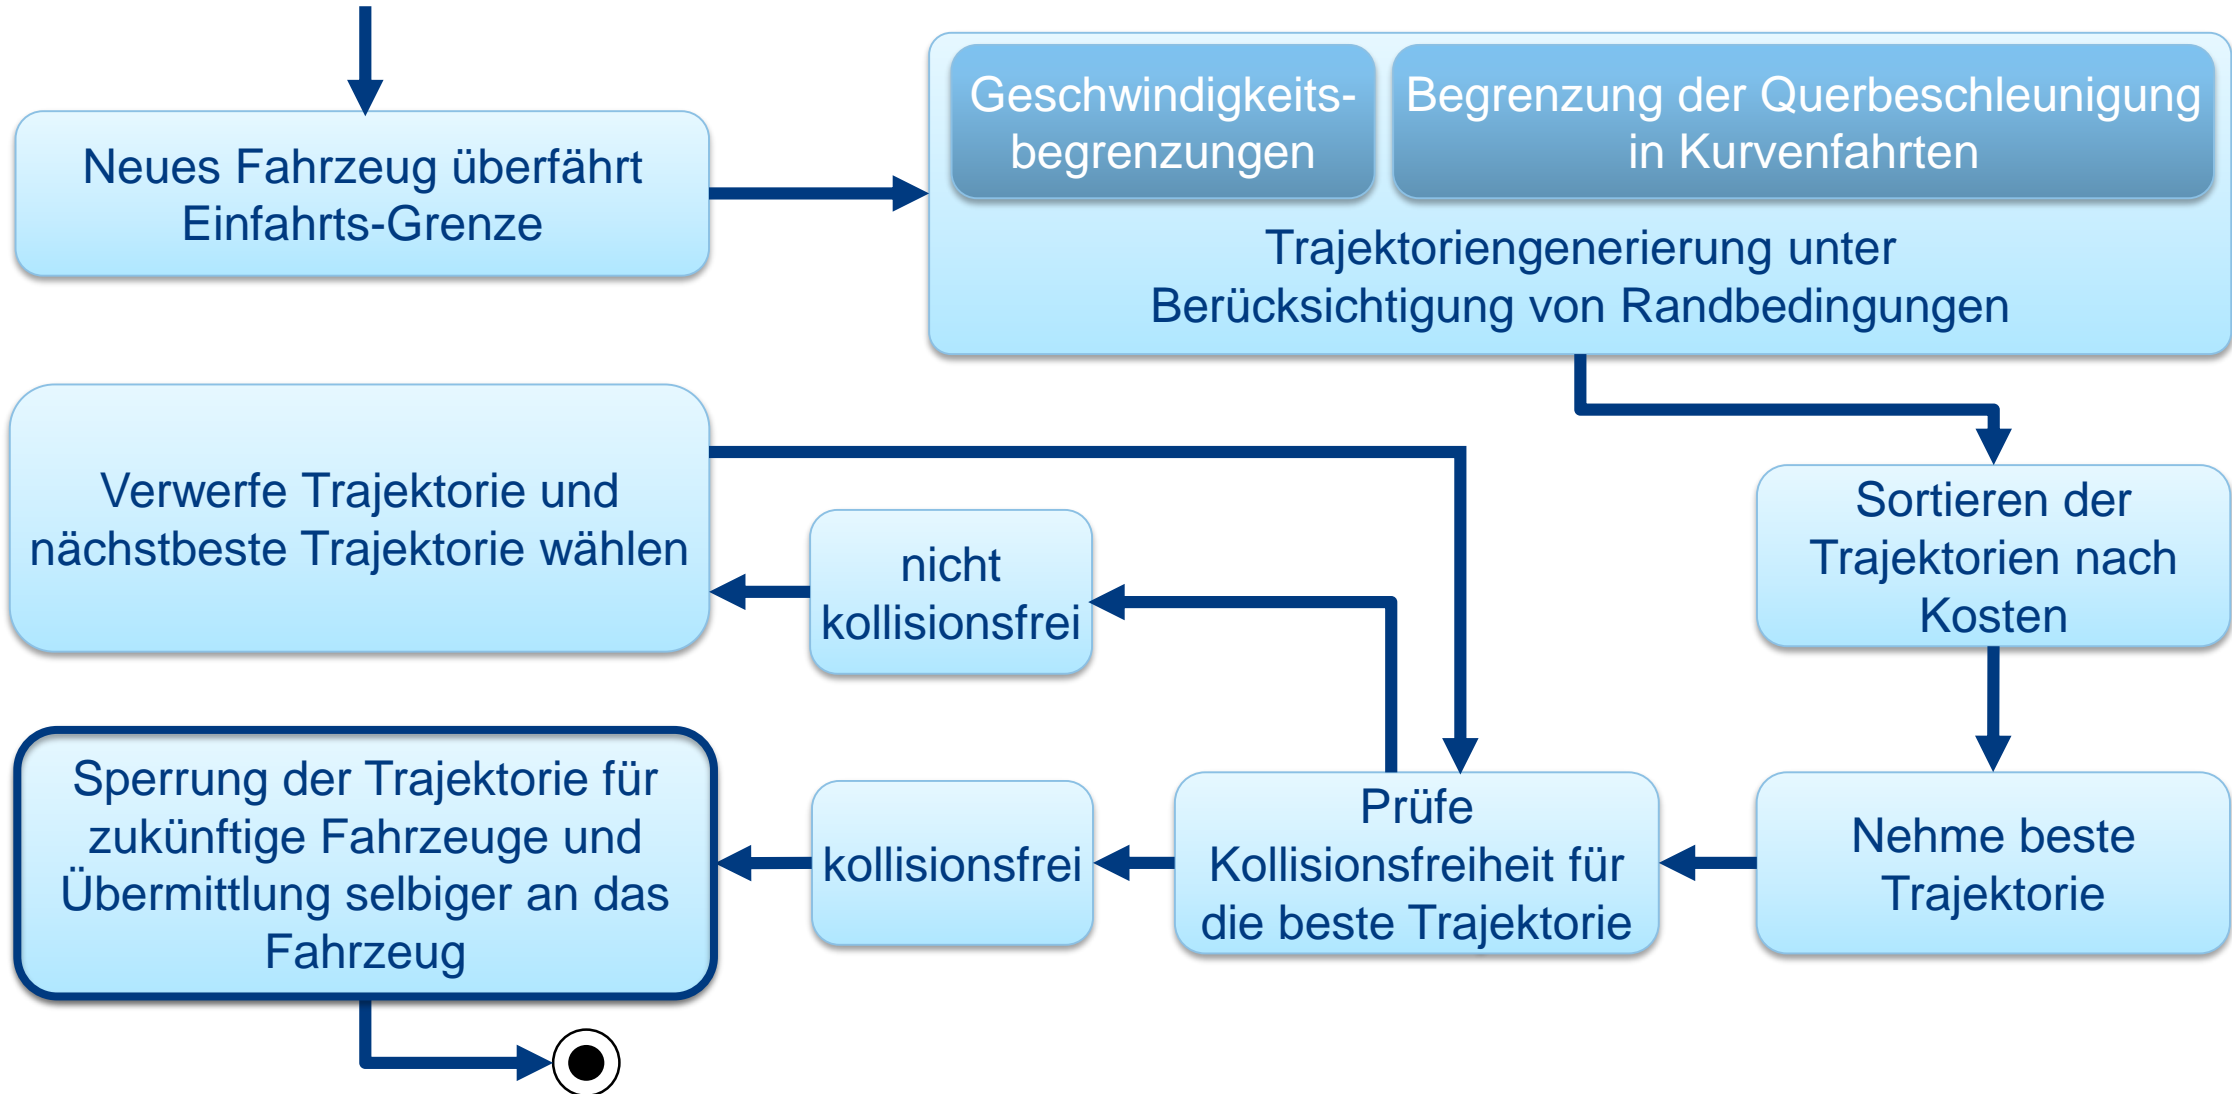 Neues Fahrzeug überfährt
Einfahrts-Grenze
Geschwindigkeits-
begrenzungen
Begrenzung der Querbeschleunigung
in Kurvenfahrten
Trajektoriengenerierung unter
Berücksichtigung von Randbedingungen
Verwerfe Trajektorie und
nächstbeste Trajektorie wählen
nicht
kollisionsfrei
Sortieren der
Trajektorien nach
Kosten
Sperrung der Trajektorie für
zukünftige Fahrzeuge und
Übermittlung selbiger an das
Fahrzeug
kollisionsfrei
Prüfe
Kollisionsfreiheit für
die beste Trajektorie
Nehme beste
Trajektorie